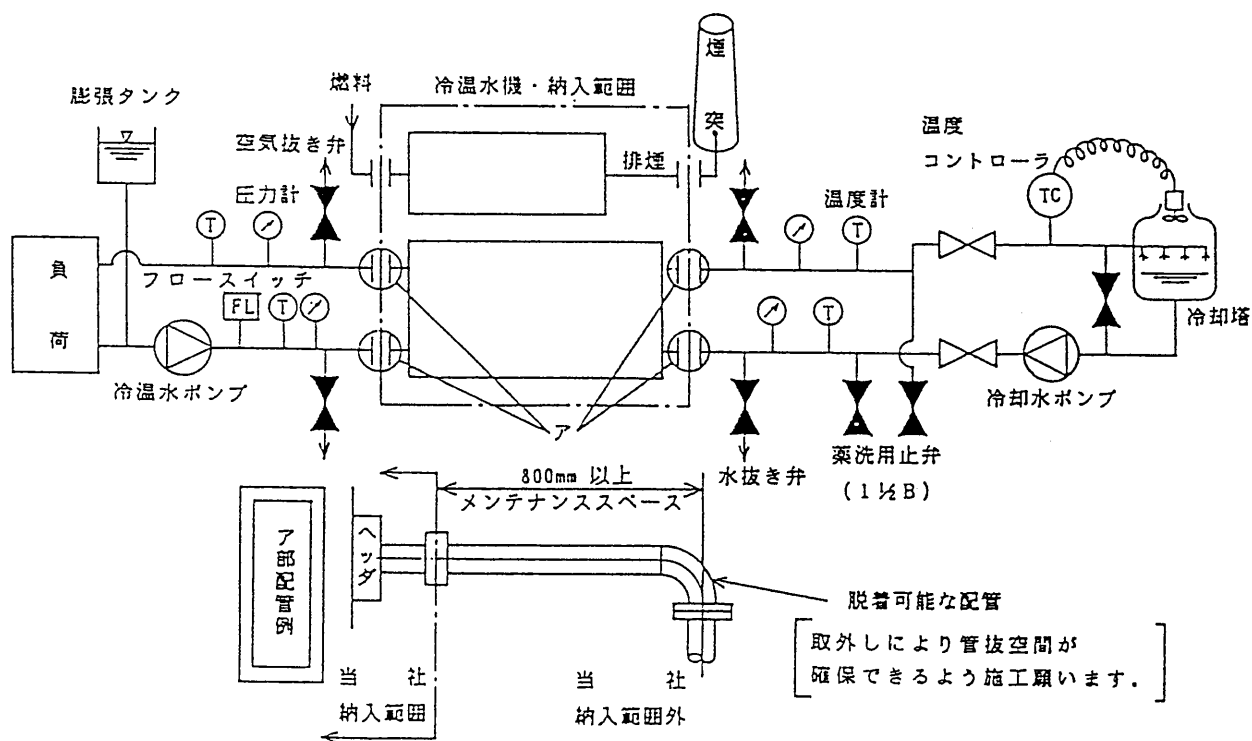 煙
突
燃料
冷温水機・納入範囲
膨張タンク
空気抜き弁
排煙
温度
コントローラ
圧力計
温度計
TC
T
T
負
荷
フロースイッチ
FL
T
T
冷却塔
冷温水ポンプ
冷却水ポンプ
ア
水抜き弁
薬洗用止弁
(1½B)
800mm 以上
メンテナンススペース
ア部配管例
ヘッダ
脱着可能な配管
取外しにより管抜空間が
確保できるよう施工願います.
当社
納入範囲
当社
納入範囲外